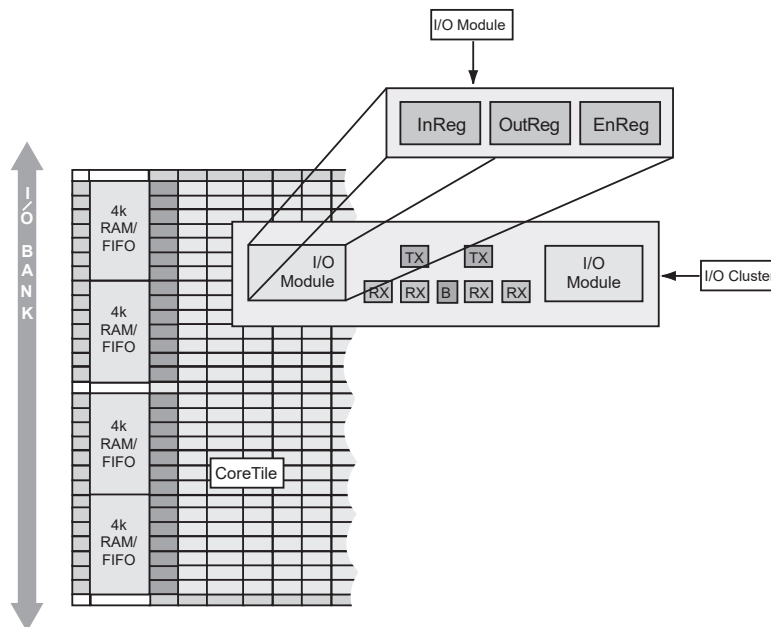 I/O Module
InReg OutReg EnReg
I/O BANK
4k
RAM/
FIFO
I/O
Module
TX TX
I/O
Module
RX RX B RX RX
I/O Cluster
4k
RAM/
FIFO
4k
RAM/
FIFO
CoreTile
4k
RAM/
FIFO